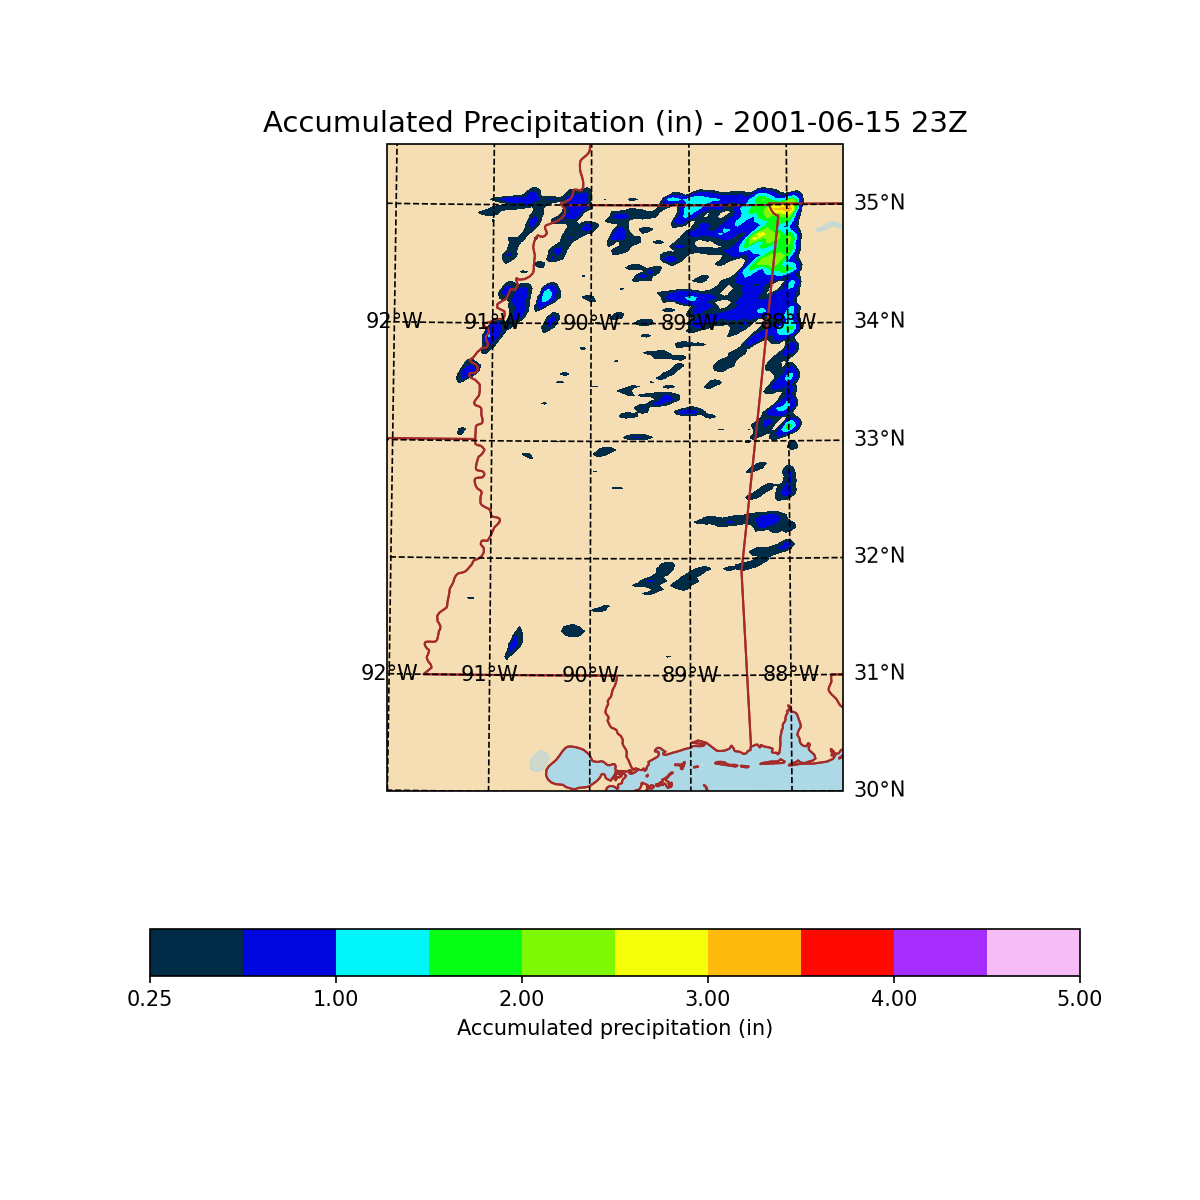 Accumulated Precipitation (in) - 2001-06-15 23Z
35°N
92°W 91°W 90°W 89°W 88°W 34°N
33°N
32°N
92°W 91°W 90°W 89°W 88°W 31°N
30°N
0.25 1.00 2.00 3.00 4.00 5.00
Accumulated precipitation (in)